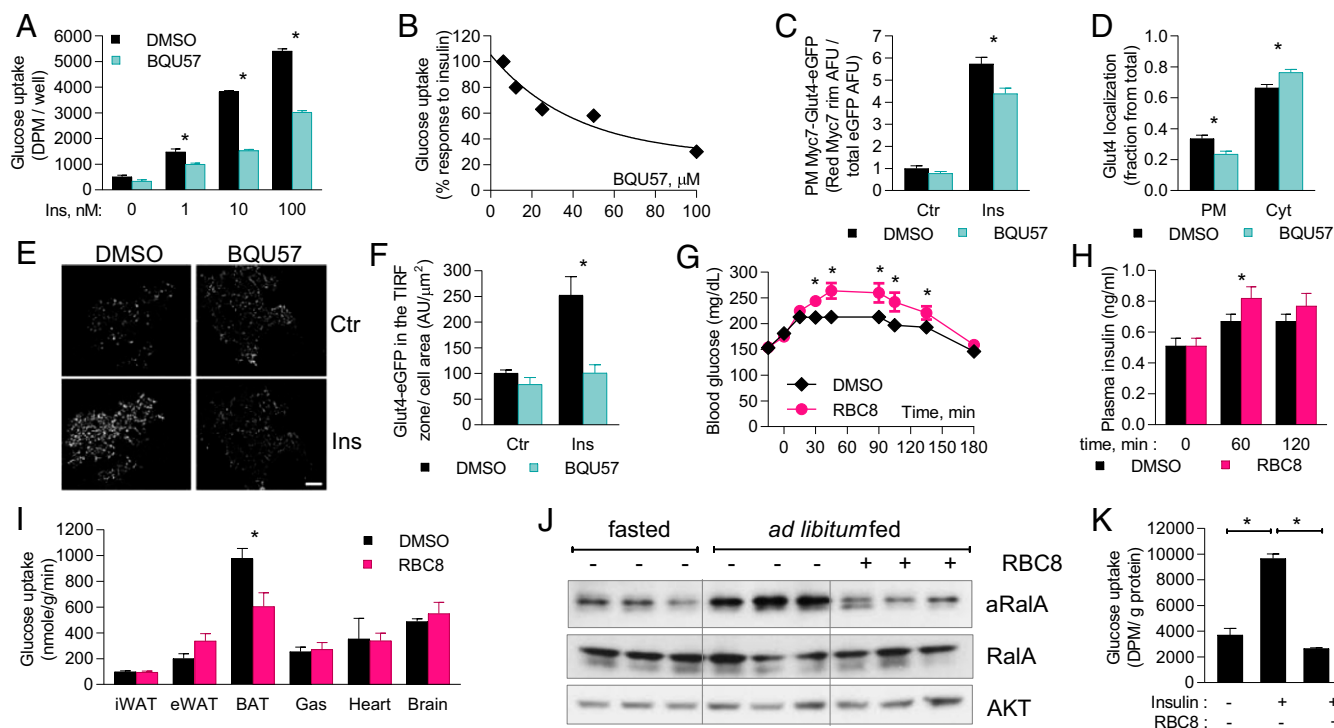 A
Glucose uptake
(DPM / well)
6000
5000
4000
3000
2000
1000
0
DMSO
BQU57
*
*
*
Ins, nM: 0 1 10 100
B
Glucose uptake
(% response to insulin)
120
100
80
60
40
20
0
BQU57, µM
0 20 40 60 80 100
C
PM Myc7-Glut4-eGFP
(Red Myc7 rim AFU /
total eGFP AFU)
7
6
5
4
3
2
1
0
*
Ctr Ins
DMSO BQU57
D
Glut4 localization
(fraction from total)
1.0
0.8
0.6
0.4
0.2
0.0
*
*
PM Cyt
DMSO BQU57
E
DMSO BQU57
Ctr
Ins
F
Glut4-eGFP in the TIRF
zone/ cell area (AU/µm²)
300
250
200
150
100
50
0
*
Ctr Ins
DMSO BQU57
G
Blood glucose (mg/dL)
300
250
200
150
100
50
0
* * * * *
DMSO
RBC8
Time, min
0 30 60 90 120 150 180
H
Plasma insulin (ng/ml)
1.0
0.8
0.6
0.4
0.2
0.0
*
time, min : 0 60 120
DMSO RBC8
I
Glucose uptake
(nmole/g/min)
1200
1000
800
600
400
200
0
*
DMSO
RBC8
iWAT eWAT BAT Gas Heart Brain
J
fasted ad libitumfed
- - - - - - + + + RBC8
aRalA
RalA
AKT
K
Glucose uptake
(DPM/ g protein)
12000
10000
8000
6000
4000
2000
0
* *
Insulin : - + +
RBC8 : - -